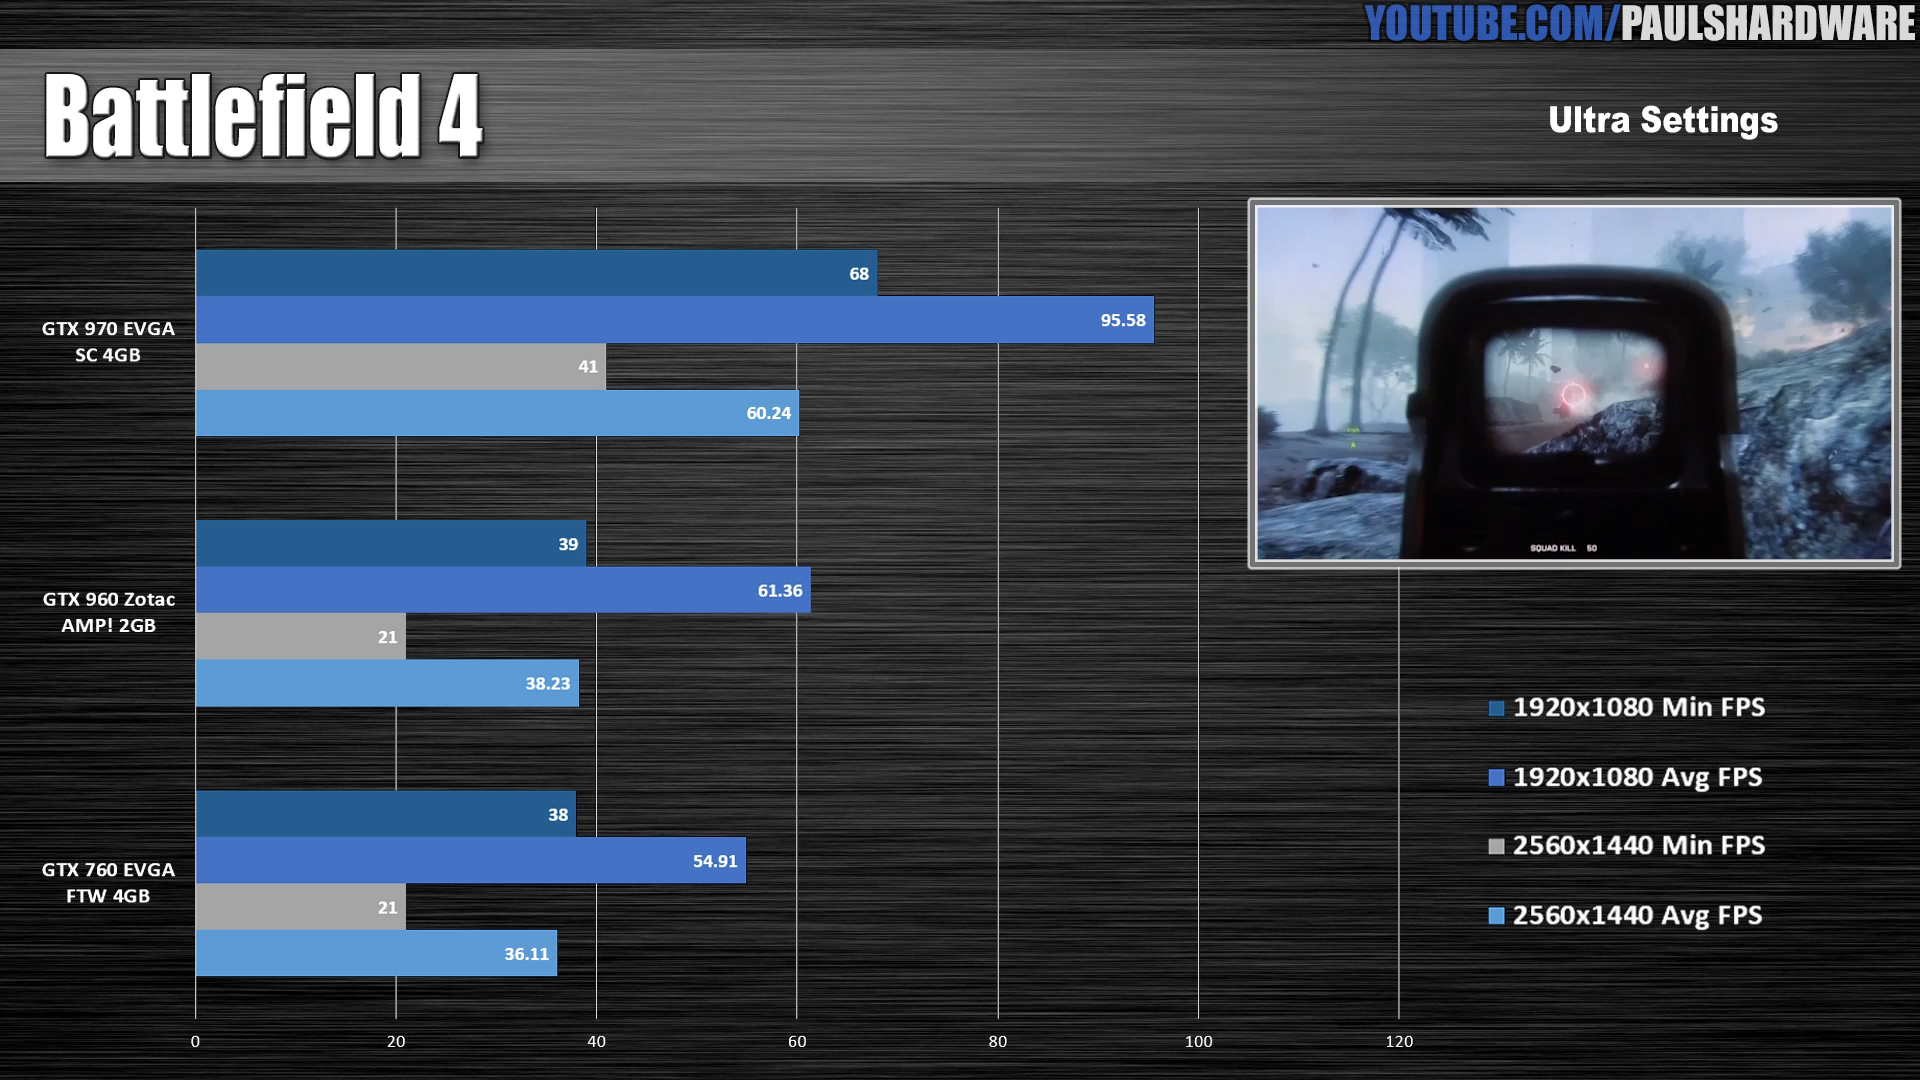 YOUTUBE.COM/PAULSHARDWARE
Battlefield 4
Ultra Settings
GTX 970 EVGA
SC 4GB
68
95.58
41
60.24
GTX 960 Zotac
AMP! 2GB
39
61.36
21
38.23
GTX 760 EVGA
FTW 4GB
38
54.91
21
36.11
0 20 40 60 80 100 120
SQUAD KILL 50
1920x1080 Min FPS
1920x1080 Avg FPS
2560x1440 Min FPS
2560x1440 Avg FPS